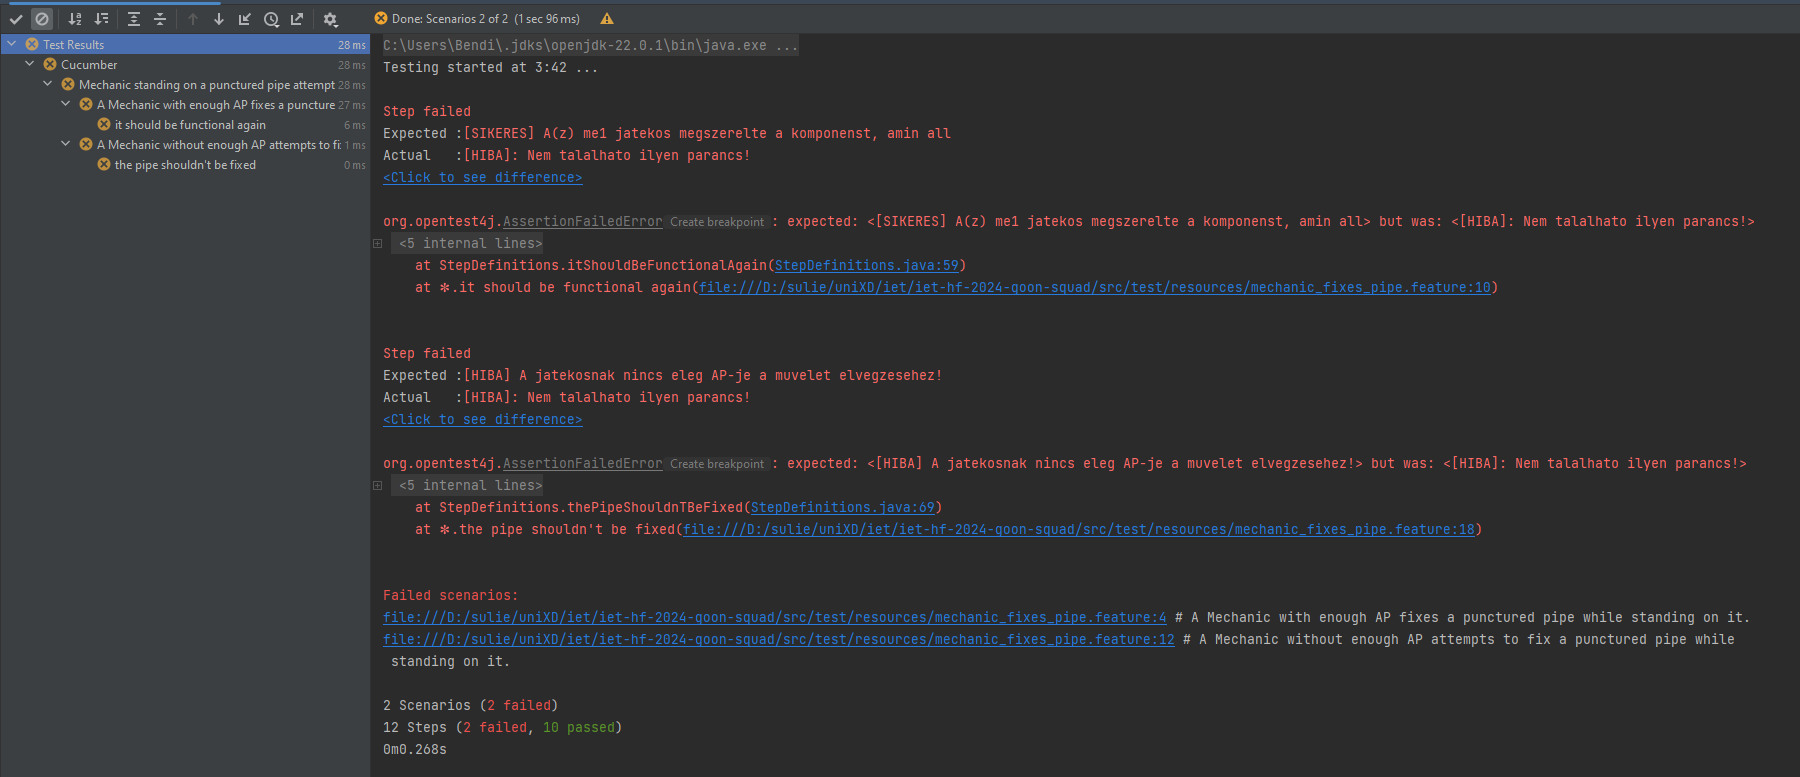 Done: Scenarios 2 of 2 (1 sec 96 ms)
Test Results 28 ms
Cucumber 28 ms
Mechanic standing on a punctured pipe attempt 28 ms
A Mechanic with enough AP fixes a puncture 27 ms
it should be functional again 6 ms
A Mechanic without enough AP attempts to fi 1 ms
the pipe shouldn't be fixed 0 ms
C:\Users\Bendi\.jdks\openjdk-22.0.1\bin\java.exe ...
Testing started at 3:42 ...
Step failed
Expected :[SIKERES] A(z) me1 jatekos megszerelte a komponenst, amin all
Actual   :[HIBA]: Nem talalhato ilyen parancs!
<Click to see difference>
org.opentest4j.AssertionFailedError Create breakpoint : expected: <[SIKERES] A(z) me1 jatekos megszerelte a komponenst, amin all> but was: <[HIBA]: Nem talalhato ilyen parancs!>
<5 internal lines>
at StepDefinitions.itShouldBeFunctionalAgain(StepDefinitions.java:59)
at ✽.it should be functional again(file:///D:/sulie/uniXD/iet/iet-hf-2024-qoon-squad/src/test/resources/mechanic_fixes_pipe.feature:10)
Step failed
Expected :[HIBA] A jatekosnak nincs eleg AP-je a muvelet elvegzesehez!
Actual   :[HIBA]: Nem talalhato ilyen parancs!
<Click to see difference>
org.opentest4j.AssertionFailedError Create breakpoint : expected: <[HIBA] A jatekosnak nincs eleg AP-je a muvelet elvegzesehez!> but was: <[HIBA]: Nem talalhato ilyen parancs!>
<5 internal lines>
at StepDefinitions.thePipeShouldnTBeFixed(StepDefinitions.java:69)
at ✽.the pipe shouldn't be fixed(file:///D:/sulie/uniXD/iet/iet-hf-2024-qoon-squad/src/test/resources/mechanic_fixes_pipe.feature:18)
Failed scenarios:
file:///D:/sulie/uniXD/iet/iet-hf-2024-qoon-squad/src/test/resources/mechanic_fixes_pipe.feature:4 # A Mechanic with enough AP fixes a punctured pipe while standing on it.
file:///D:/sulie/uniXD/iet/iet-hf-2024-qoon-squad/src/test/resources/mechanic_fixes_pipe.feature:12 # A Mechanic without enough AP attempts to fix a punctured pipe while
standing on it.
2 Scenarios (2 failed)
12 Steps (2 failed, 10 passed)
0m0.268s